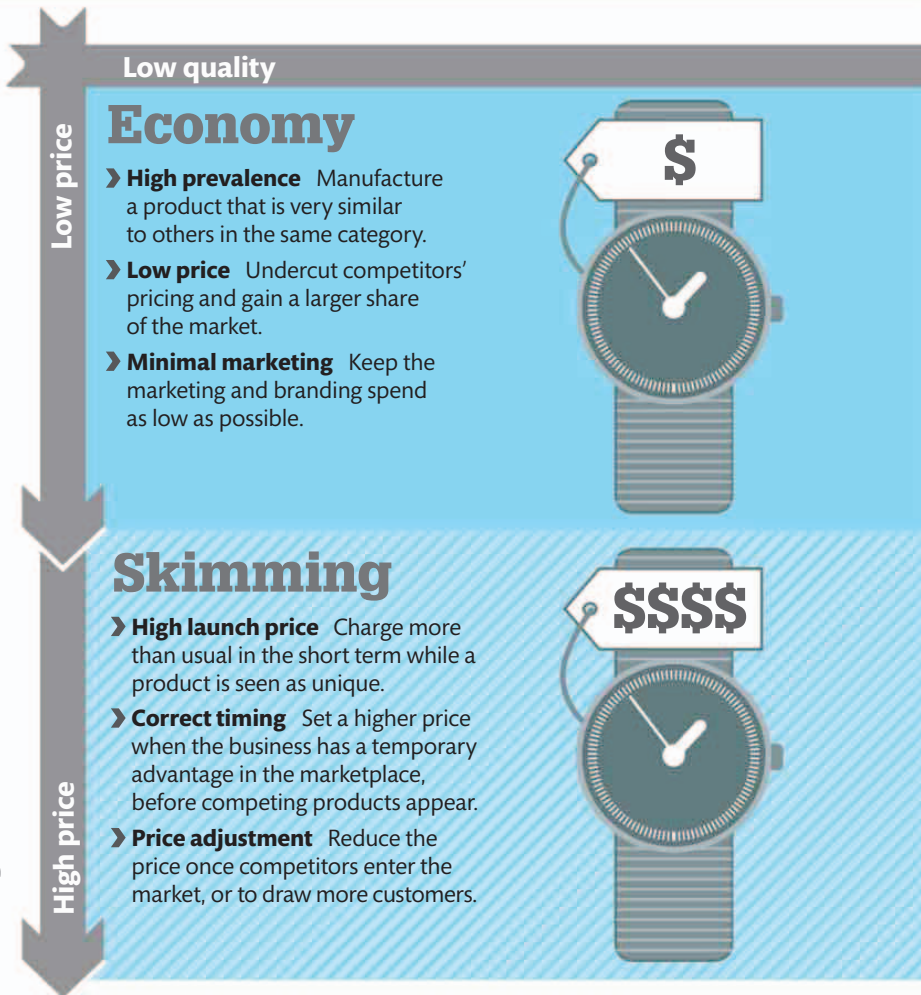 Low quality
Low price
Economy
❯ High prevalence Manufacture
a product that is very similar
to others in the same category.
❯ Low price Undercut competitors'
pricing and gain a larger share
of the market.
❯ Minimal marketing Keep the
marketing and branding spend
as low as possible.
$
High price
Skimming
❯ High launch price Charge more
than usual in the short term while a
product is seen as unique.
❯ Correct timing Set a higher price
when the business has a temporary
advantage in the marketplace,
before competing products appear.
❯ Price adjustment Reduce the
price once competitors enter the
market, or to draw more customers.
$$$$